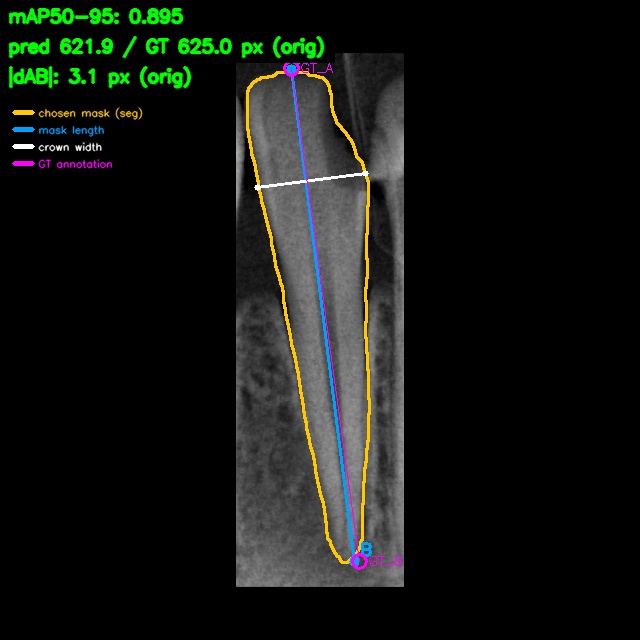 mAP50-95: 0.895
pred 621.9 / GT 625.0 px (orig)
|dAB|: 3.1 px (orig)
GT_A
chosen mask (seg)
mask length
crown width
GT annotation
B